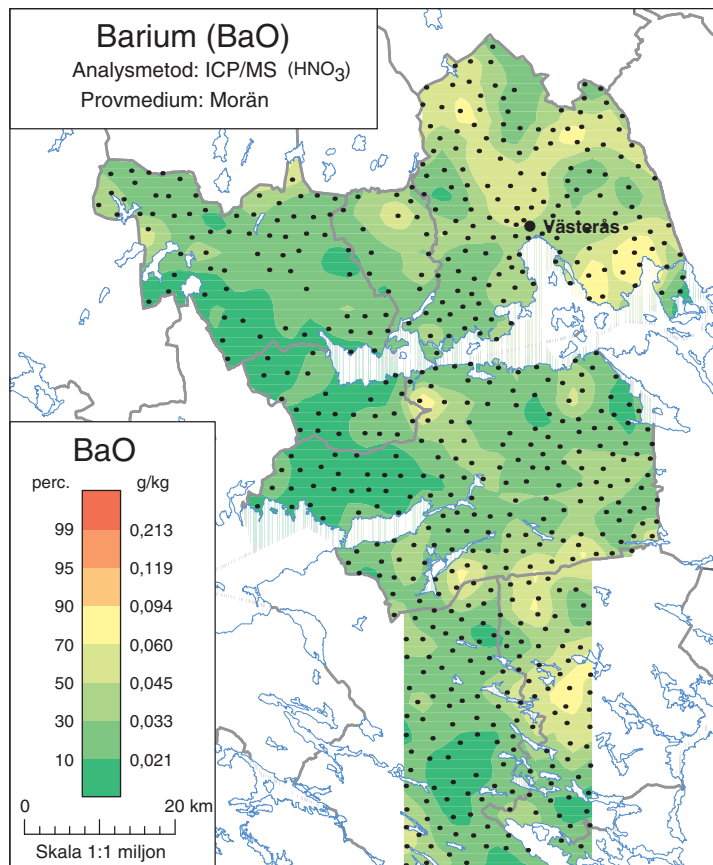 Barium (BaO)
Analysmetod: ICP/MS (HNO3)
Provmedium: Morän
Västerås
BaO
perc. g/kg
99 0,213
95 0,119
90 0,094
70 0,060
50 0,045
30 0,033
10 0,021
0 20 km
Skala 1:1 miljon